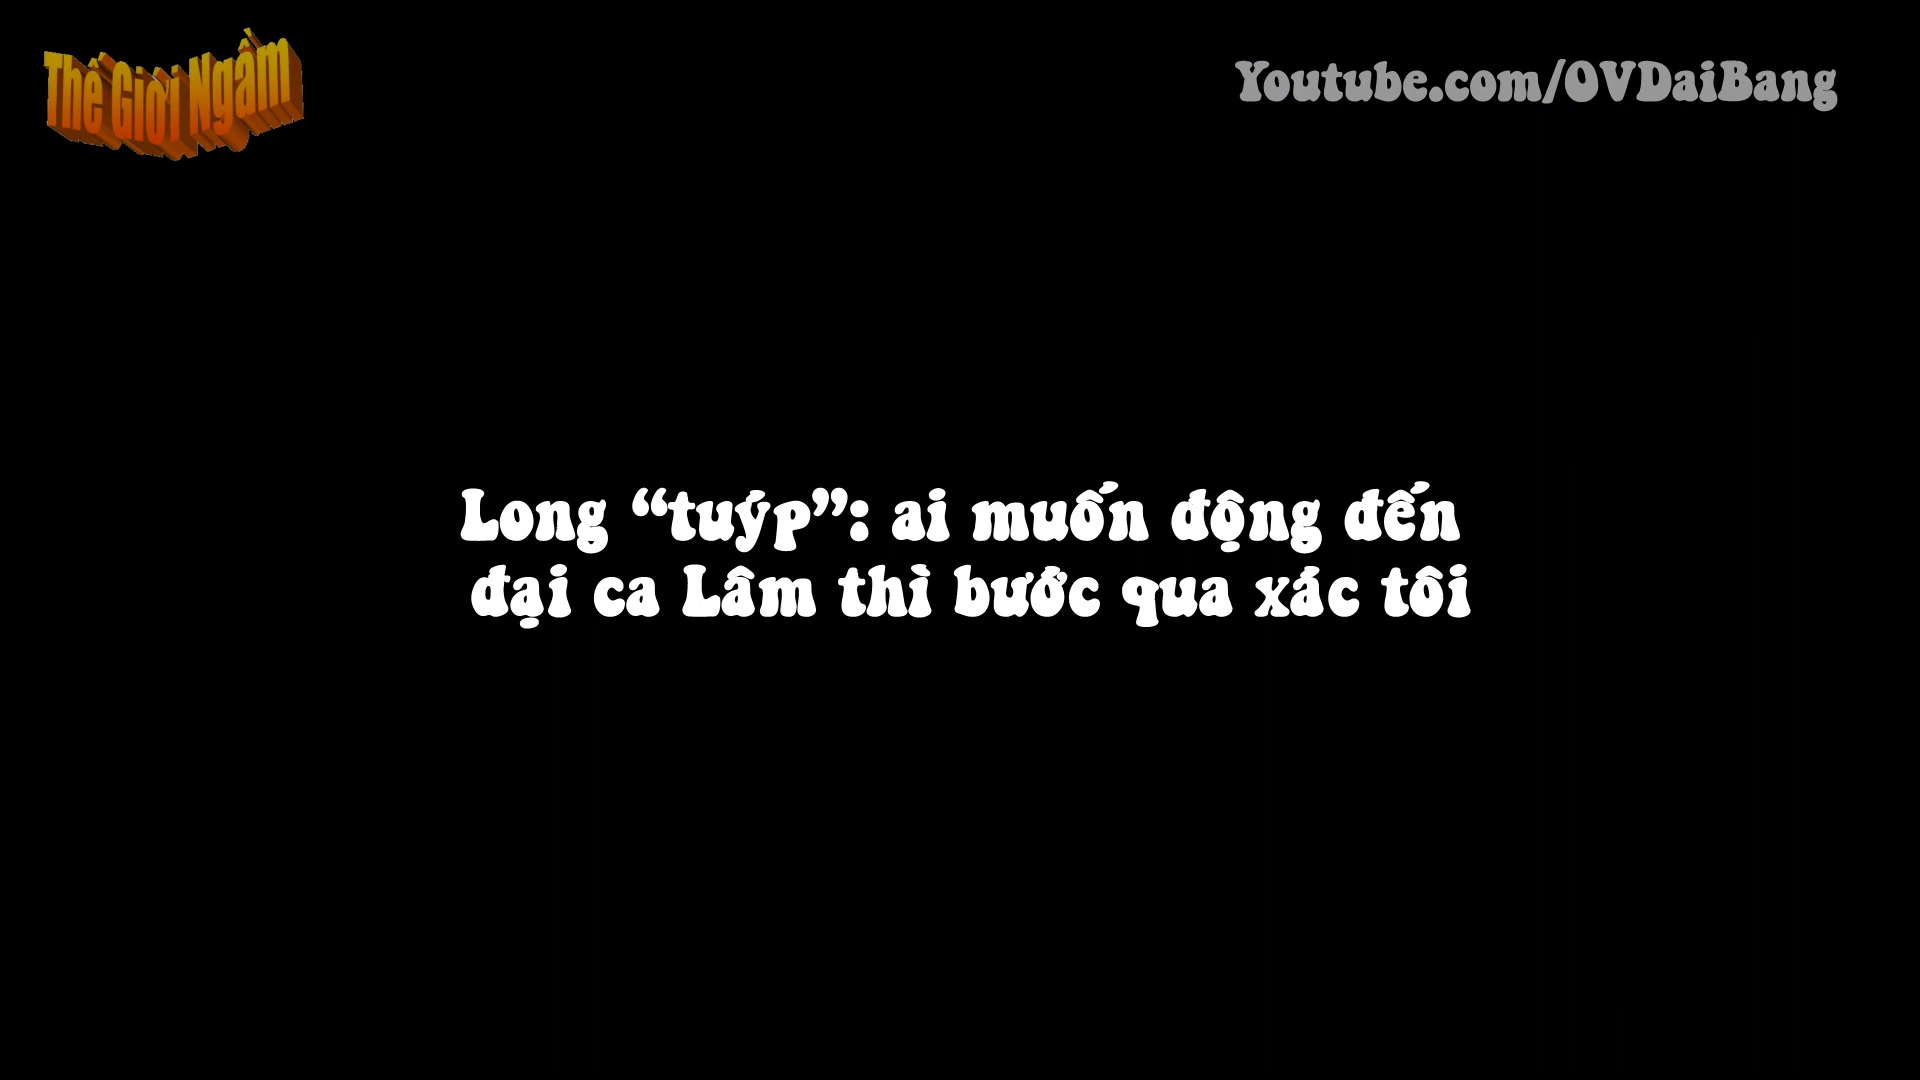 Thế Giới Ngầm
Youtube.com/OVDaiBang
Long “tuýp”: ai muốn động đến
đại ca Lâm thì bước qua xác tôi